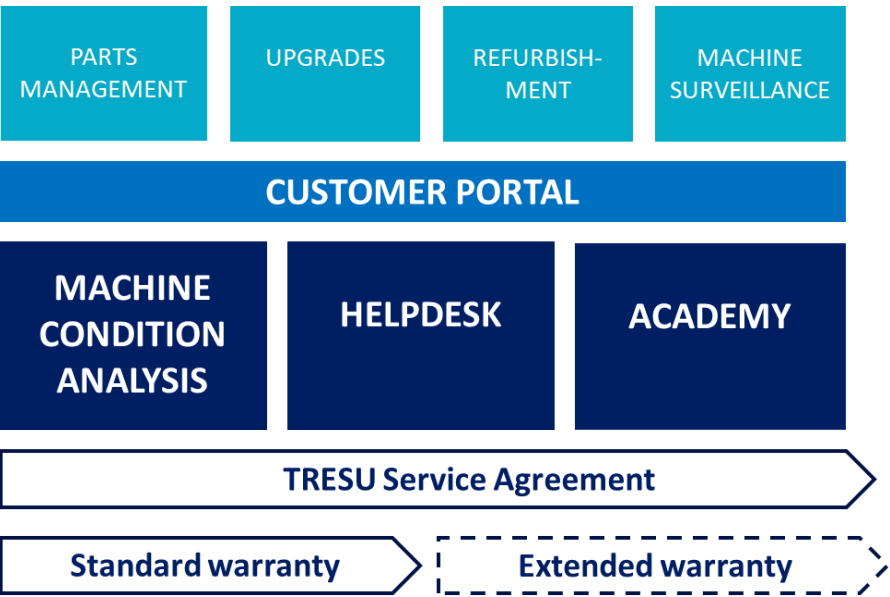 PARTS
MANAGEMENT
UPGRADES
REFURBISH-
MENT
MACHINE
SURVEILLANCE
CUSTOMER PORTAL
MACHINE
CONDITION
ANALYSIS
HELPDESK
ACADEMY
TRESU Service Agreement
Standard warranty
Extended warranty